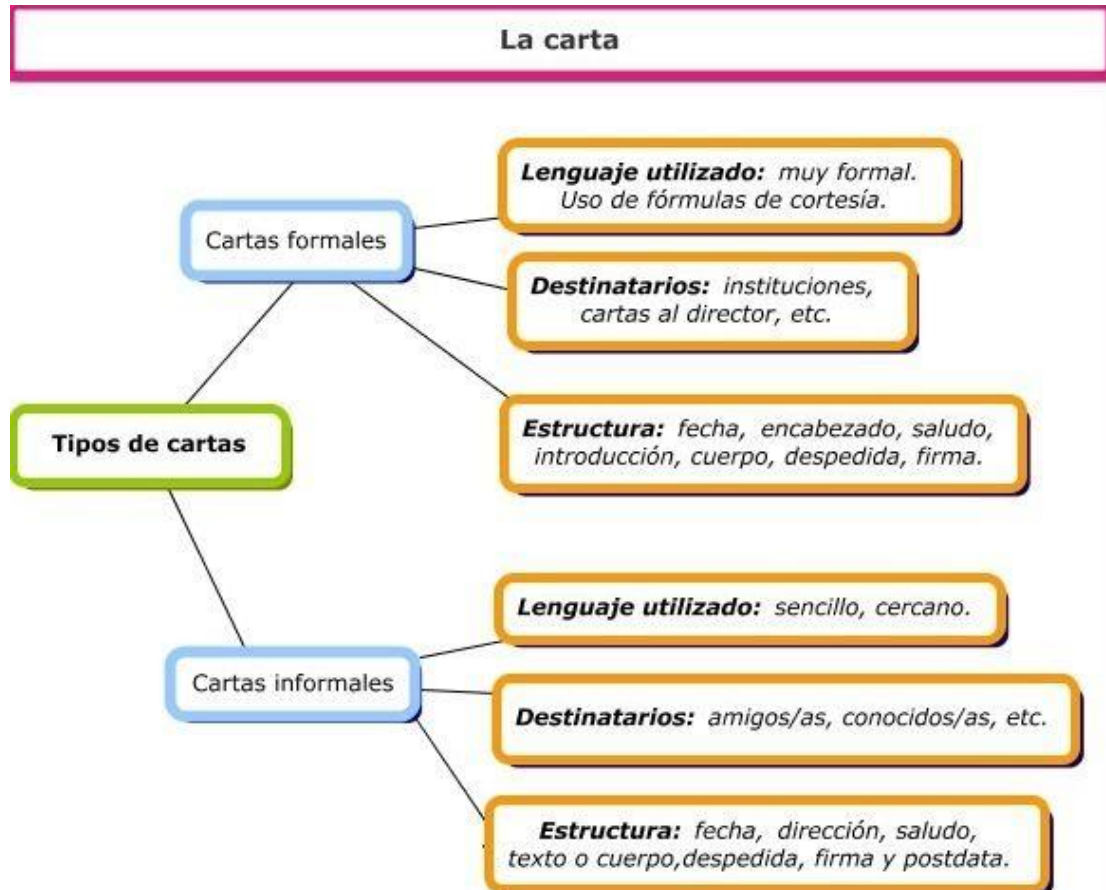 La carta
Lenguaje utilizado: muy formal.
Uso de fórmulas de cortesía.
Cartas formales
Destinatarios: instituciones,
cartas al director, etc.
Estructura: fecha, encabezado, saludo,
introducción, cuerpo, despedida, firma.
Tipos de cartas
Lenguaje utilizado: sencillo, cercano.
Cartas informales
Destinatarios: amigos/as, conocidos/as, etc.
Estructura: fecha, dirección, saludo,
texto o cuerpo,despedida, firma y postdata.